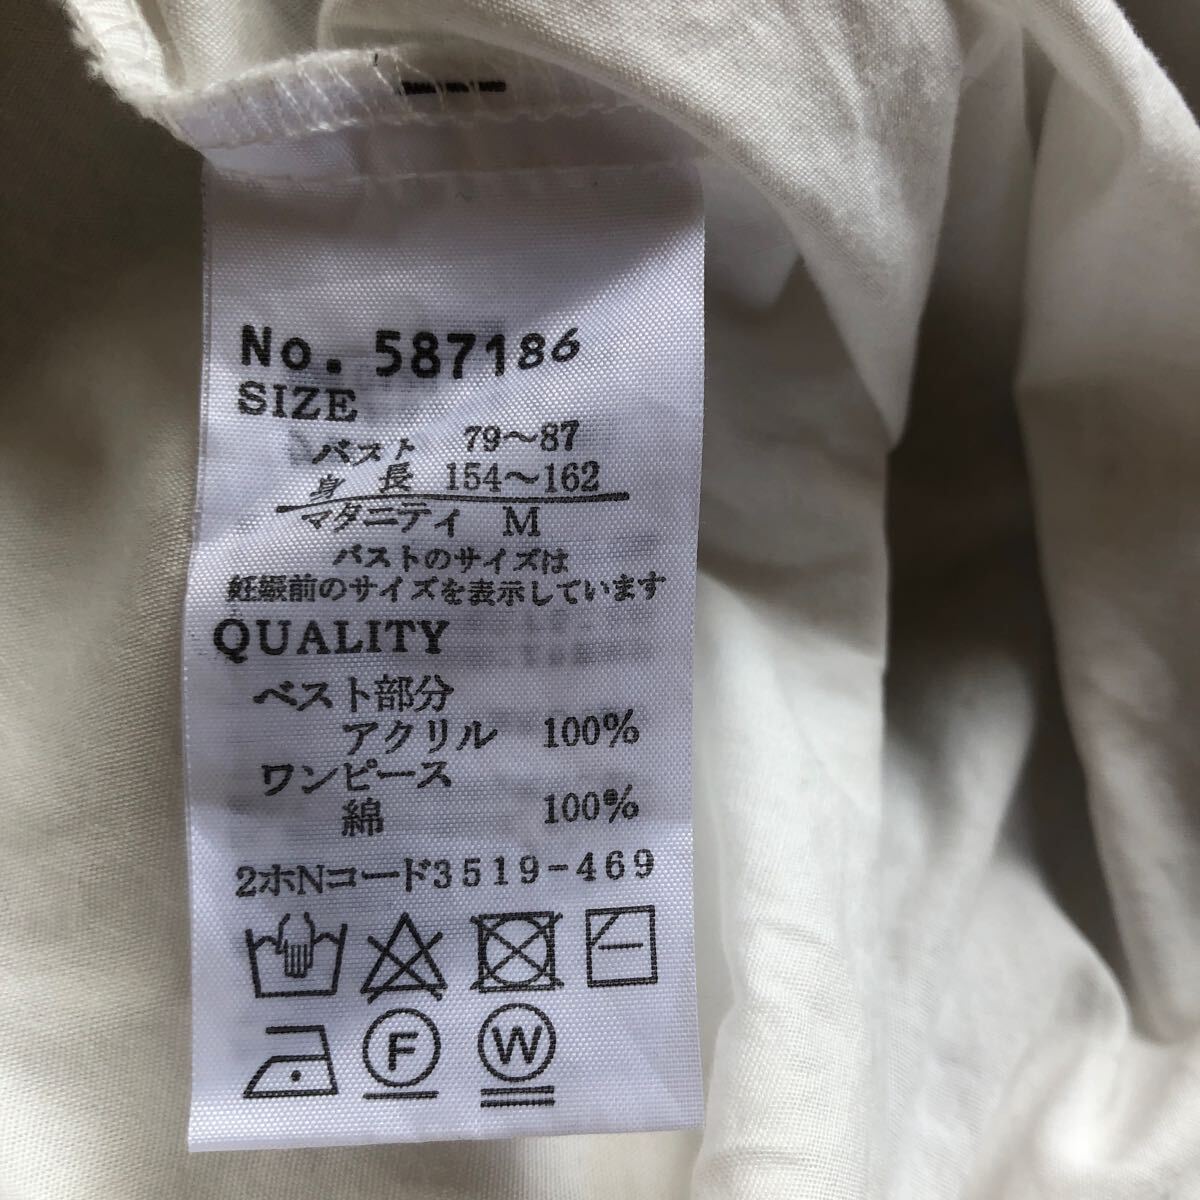 No. 587186
SIZE
バスト 79～87
身長 154～162
マタニティ M
バストのサイズは
妊娠前のサイズを表示しています
QUALITY
ベスト部分
アクリル 100%
ワンピース
綿 100%
2ホNコード3519-469
F W